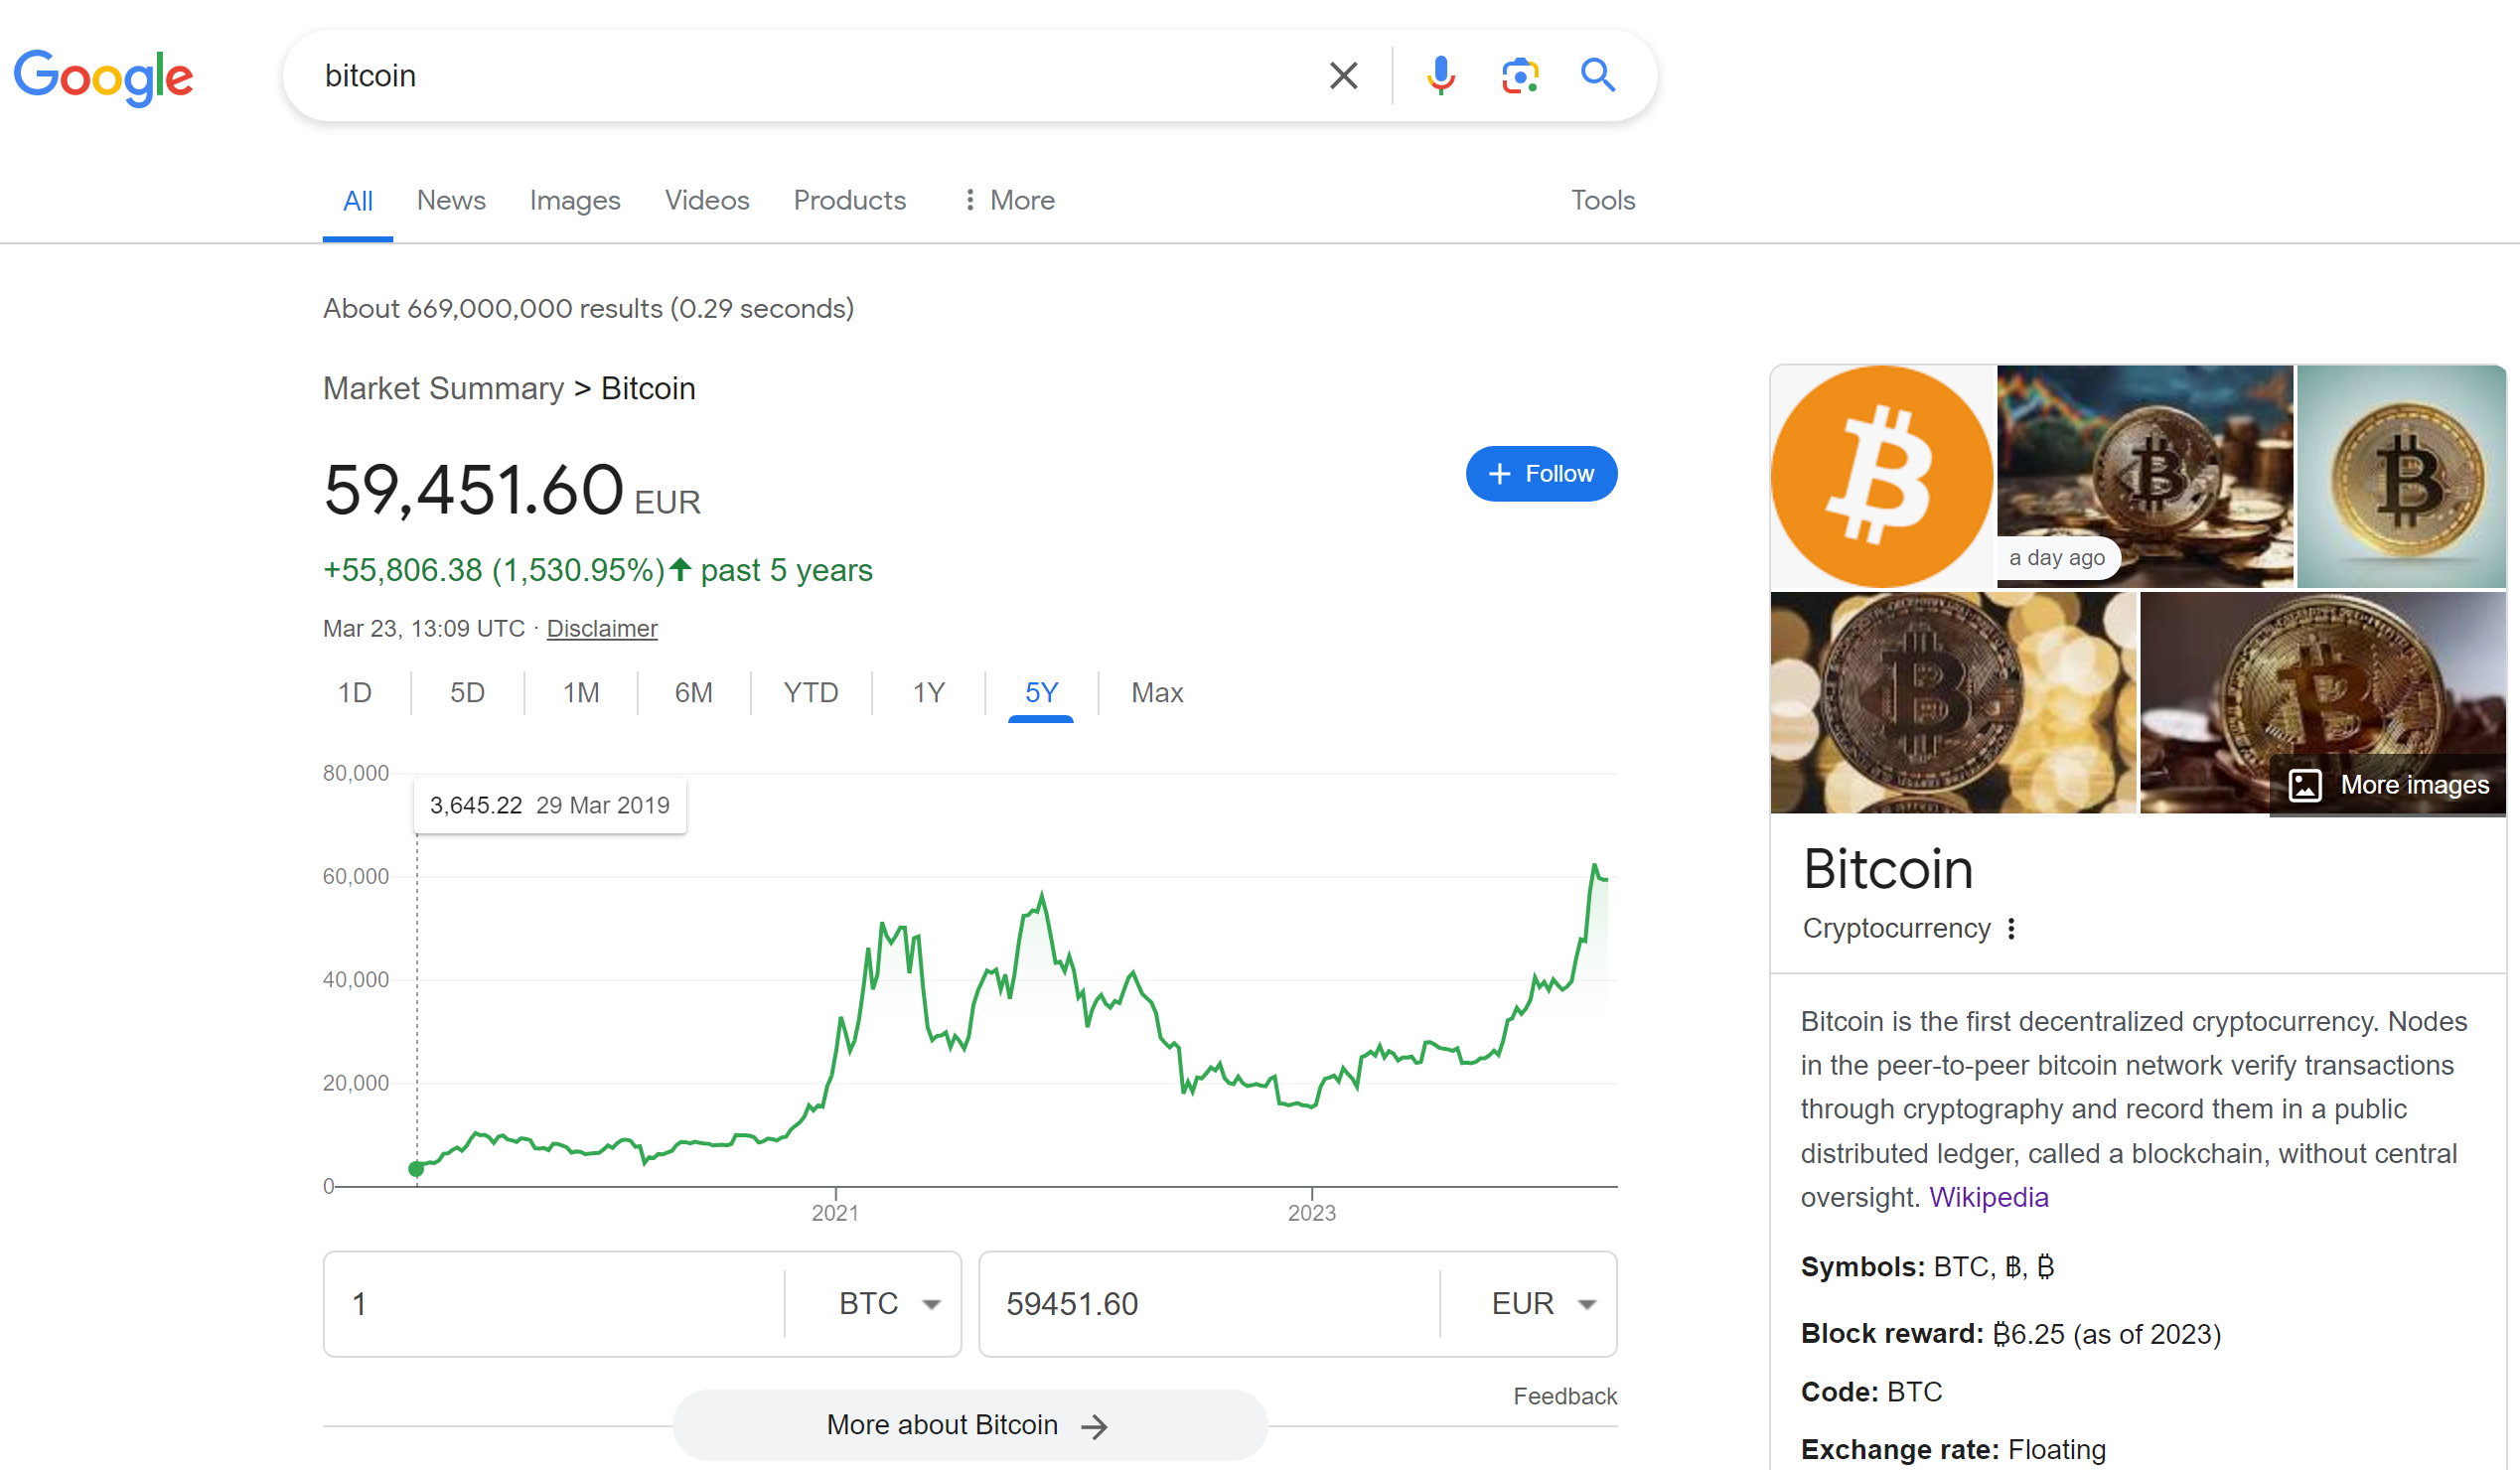 Google
bitcoin
All News Images Videos Products More Tools
About 669,000,000 results (0.29 seconds)
Market Summary > Bitcoin
59,451.60 EUR
+ Follow
+55,806.38 (1,530.95%) past 5 years
Mar 23, 13:09 UTC · Disclaimer
1D 5D 1M 6M YTD 1Y 5Y Max
80,000
3,645.22 29 Mar 2019
60,000
40,000
20,000
0
2021 2023
1 BTC 59451.60 EUR
Feedback
More about Bitcoin →
a day ago
More images
Bitcoin
Cryptocurrency
Bitcoin is the first decentralized cryptocurrency. Nodes
in the peer-to-peer bitcoin network verify transactions
through cryptography and record them in a public
distributed ledger, called a blockchain, without central
oversight. Wikipedia
Symbols: BTC, ฿, ₿
Block reward: ₿6.25 (as of 2023)
Code: BTC
Exchange rate: Floating